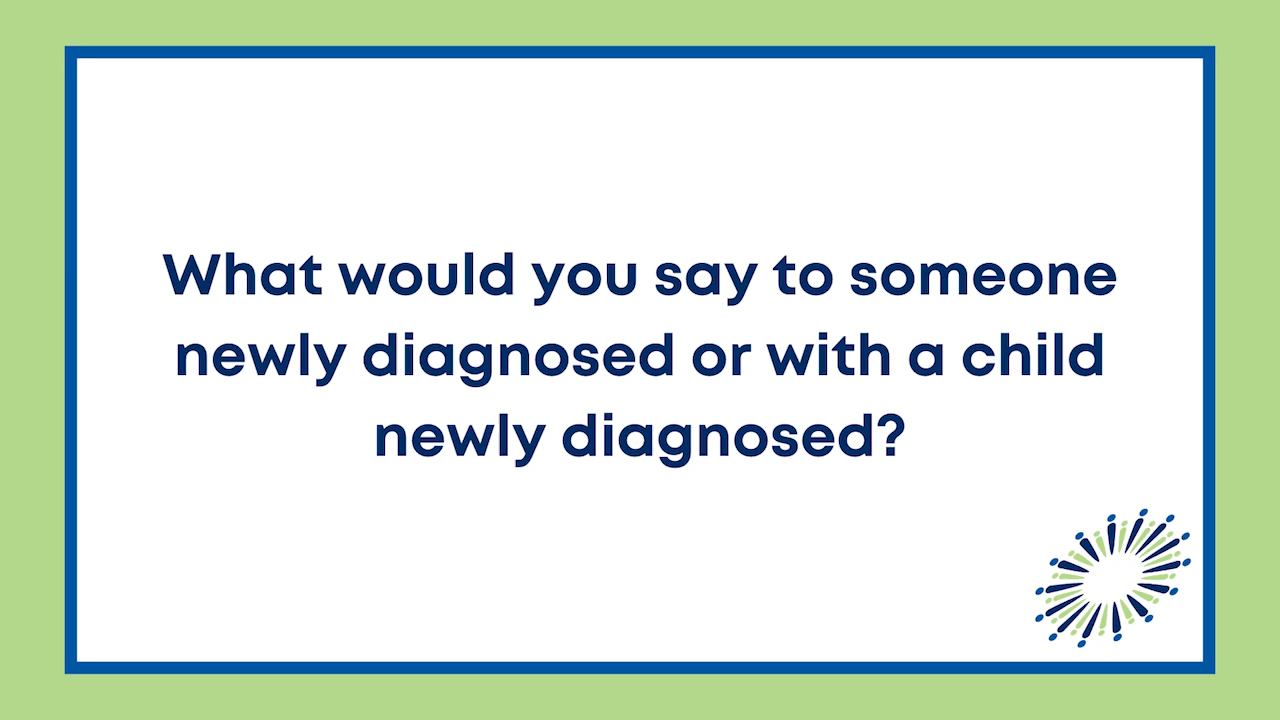 What would you say to someone
newly diagnosed or with a child
newly diagnosed?